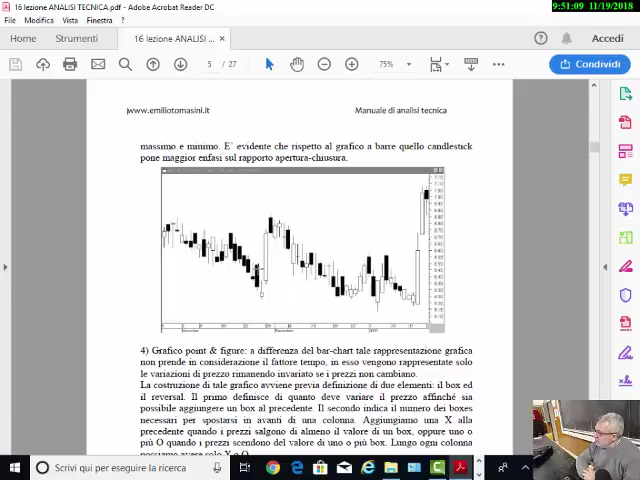 9:51:09 11/19/2018
16 lezione ANALISI TECNICA.pdf - Adobe Acrobat Reader DC
File Modifica Vista Finestra ?
Home Strumenti 16 lezione ANALISI ... × Accedi
5 / 27 75% Condividi
www.emiliotomasini.it Manuale di analisi tecnica
massimo e minimo. E` evidente che rispetto al grafico a barre quello candlestick
pone maggior enfasi sul rapporto apertura-chiusura.
4) Grafico point & figure: a differenza del bar-chart tale rappresentazione grafica
non prende in considerazione il fattore tempo, in esso vengono rappresentate solo
le variazioni di prezzo rimanendo invariato se i prezzi non cambiano.
La costruzione di tale grafico avviene previa definizione di due elementi: il box ed
il reversal. Il primo definisce di quanto deve variare il prezzo affinché sia
possibile aggiungere un box al precedente. Il secondo indica il numero dei boxes
necessari per spostarsi in avanti di una colonna. Aggiungiamo una X alla
precedente quando i prezzi salgono di almeno il valore di un box, oppure uno o
più O quando i prezzi scendono del valore di uno o più box. Lungo ogni colonna
possiamo avere solo X o O.
Scrivi qui per eseguire la ricerca